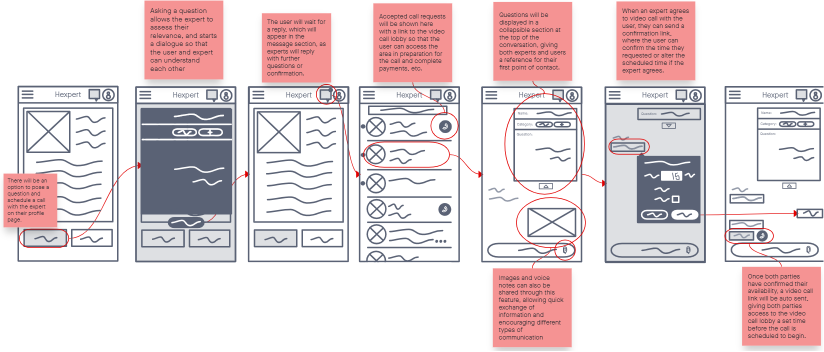 Asking a question
allows the expert to
assess their
relevance, and starts
a dialogue so that
the user and expert
can understand
each other
The user will wait for
a reply, which will
appear in the
message section, as
experts will reply
with further
questions or
confirmation.
Accepted call requests
will be shown here
with a link to the video
call lobby so that the
user can access the
area in preparation for
the call and complete
payments, etc.
Questions will be
displayed in a
collapsible section at
the top of the
conversation, giving
both experts and users
a reference for their
first point of contact.
When an expert agrees
to video call with the
user, they can send a
confirmation link,
where the user can
confirm the time they
requested or alter the
scheduled time if the
expert agrees.
Hexpert
Hexpert
Hexpert
Hexpert
Hexpert
Hexpert
Hexpert
Name:
Category:
Question:
Question:
15
Name:
Category:
Question:
There will be an
option to pose a
question and
schedule a call
with the expert
on their profile
page.
Images and voice
notes can also be
shared through this
feature, allowing quick
exchange of
information and
encouraging different
types of
communication
Once both parties
have confirmed their
availability, a video call
link will be auto sent,
giving both parties
access to the video
call lobby a set time
before the call is
scheduled to begin.